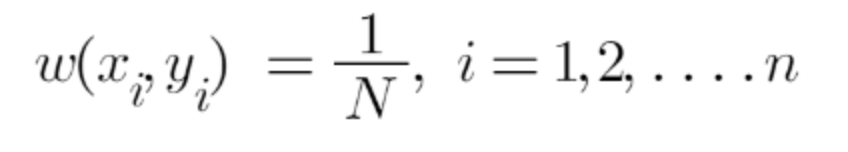 w(x_i, y_i) = 1/N, i = 1,2, .... n